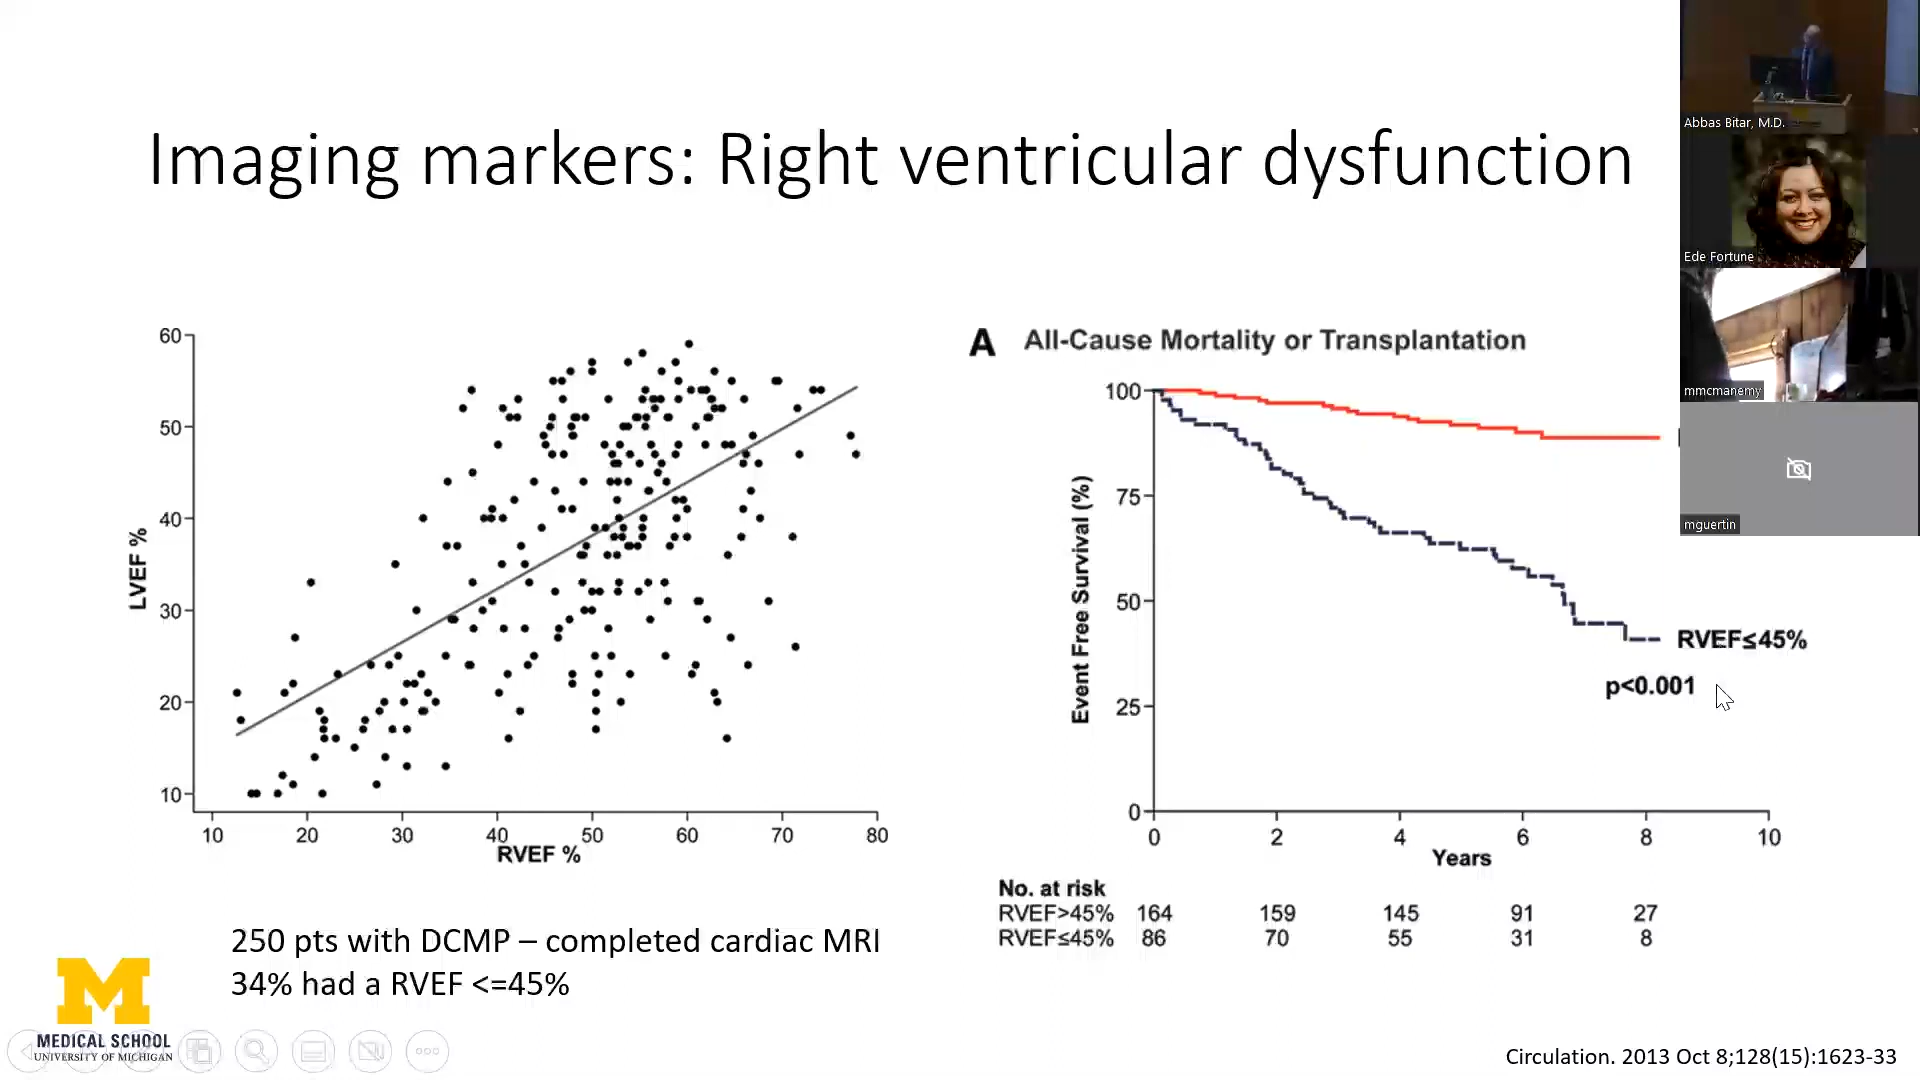 Imaging markers: Right ventricular dysfunction
Abbas Bitar, M.D.
Ede Fortune
mmcmanemy
mguertin
60
50
40
30
20
10
LVEF %
10 20 30 40 50 60 70 80
RVEF %
A All-Cause Mortality or Transplantation
100
75
50
25
0
Event Free Survival (%)
RVEF≤45%
p<0.001
0 2 4 6 8 10
Years
No. at risk
RVEF>45% 164 159 145 91 27
RVEF≤45% 86 70 55 31 8
250 pts with DCMP – completed cardiac MRI
34% had a RVEF <=45%
M
MEDICAL SCHOOL
UNIVERSITY OF MICHIGAN
Circulation. 2013 Oct 8;128(15):1623-33